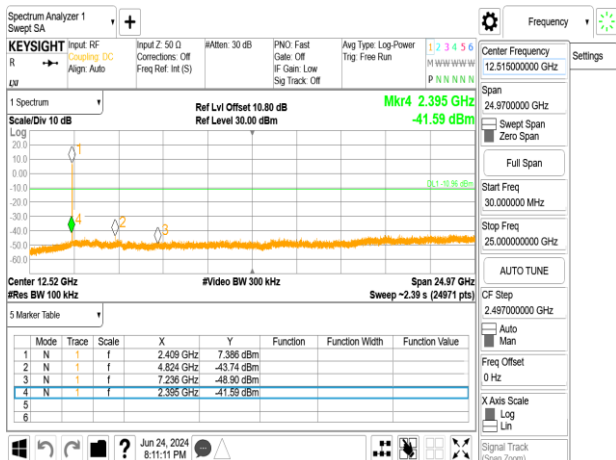 Spectrum Analyzer 1
Swept SA
Frequency
KEYSIGHT
R
LXI
Input: RF
Coupling: DC
Align: Auto
Input Z: 50 Ω
Corrections: Off
Freq Ref: Int (S)
#Atten: 30 dB
PNO: Fast
Gate: Off
IF Gain: Low
Sig Track: Off
Avg Type: Log-Power
Trig: Free Run
1 2 3 4 5 6
M W W W W W
P N N N N N
1 Spectrum
Scale/Div 10 dB
Ref Lvl Offset 10.80 dB
Ref Level 30.00 dBm
Mkr4 2.395 GHz
-41.59 dBm
Log
20.0
10.0
0.00
-10.0
-20.0
-30.0
-40.0
-50.0
-60.0
1
2
3
4
DL1 -10.96 dBm
Center 12.52 GHz
#Res BW 100 kHz
#Video BW 300 kHz
Span 24.97 GHz
Sweep ~2.39 s (24971 pts)
5 Marker Table
Mode Trace Scale X Y Function Function Width Function Value
1 N 1 f 2.409 GHz 7.386 dBm
2 N 1 f 4.824 GHz -43.74 dBm
3 N 1 f 7.236 GHz -48.90 dBm
4 N 1 f 2.395 GHz -41.59 dBm
5
6
?
Jun 24, 2024
8:11:11 PM
Settings
Center Frequency
12.515000000 GHz
Span
24.9700000 GHz
Swept Span
Zero Span
Full Span
Start Freq
30.000000 MHz
Stop Freq
25.000000000 GHz
AUTO TUNE
CF Step
2.497000000 GHz
Auto
Man
Freq Offset
0 Hz
X Axis Scale
Log
Lin
Signal Track
(Span Zoom)